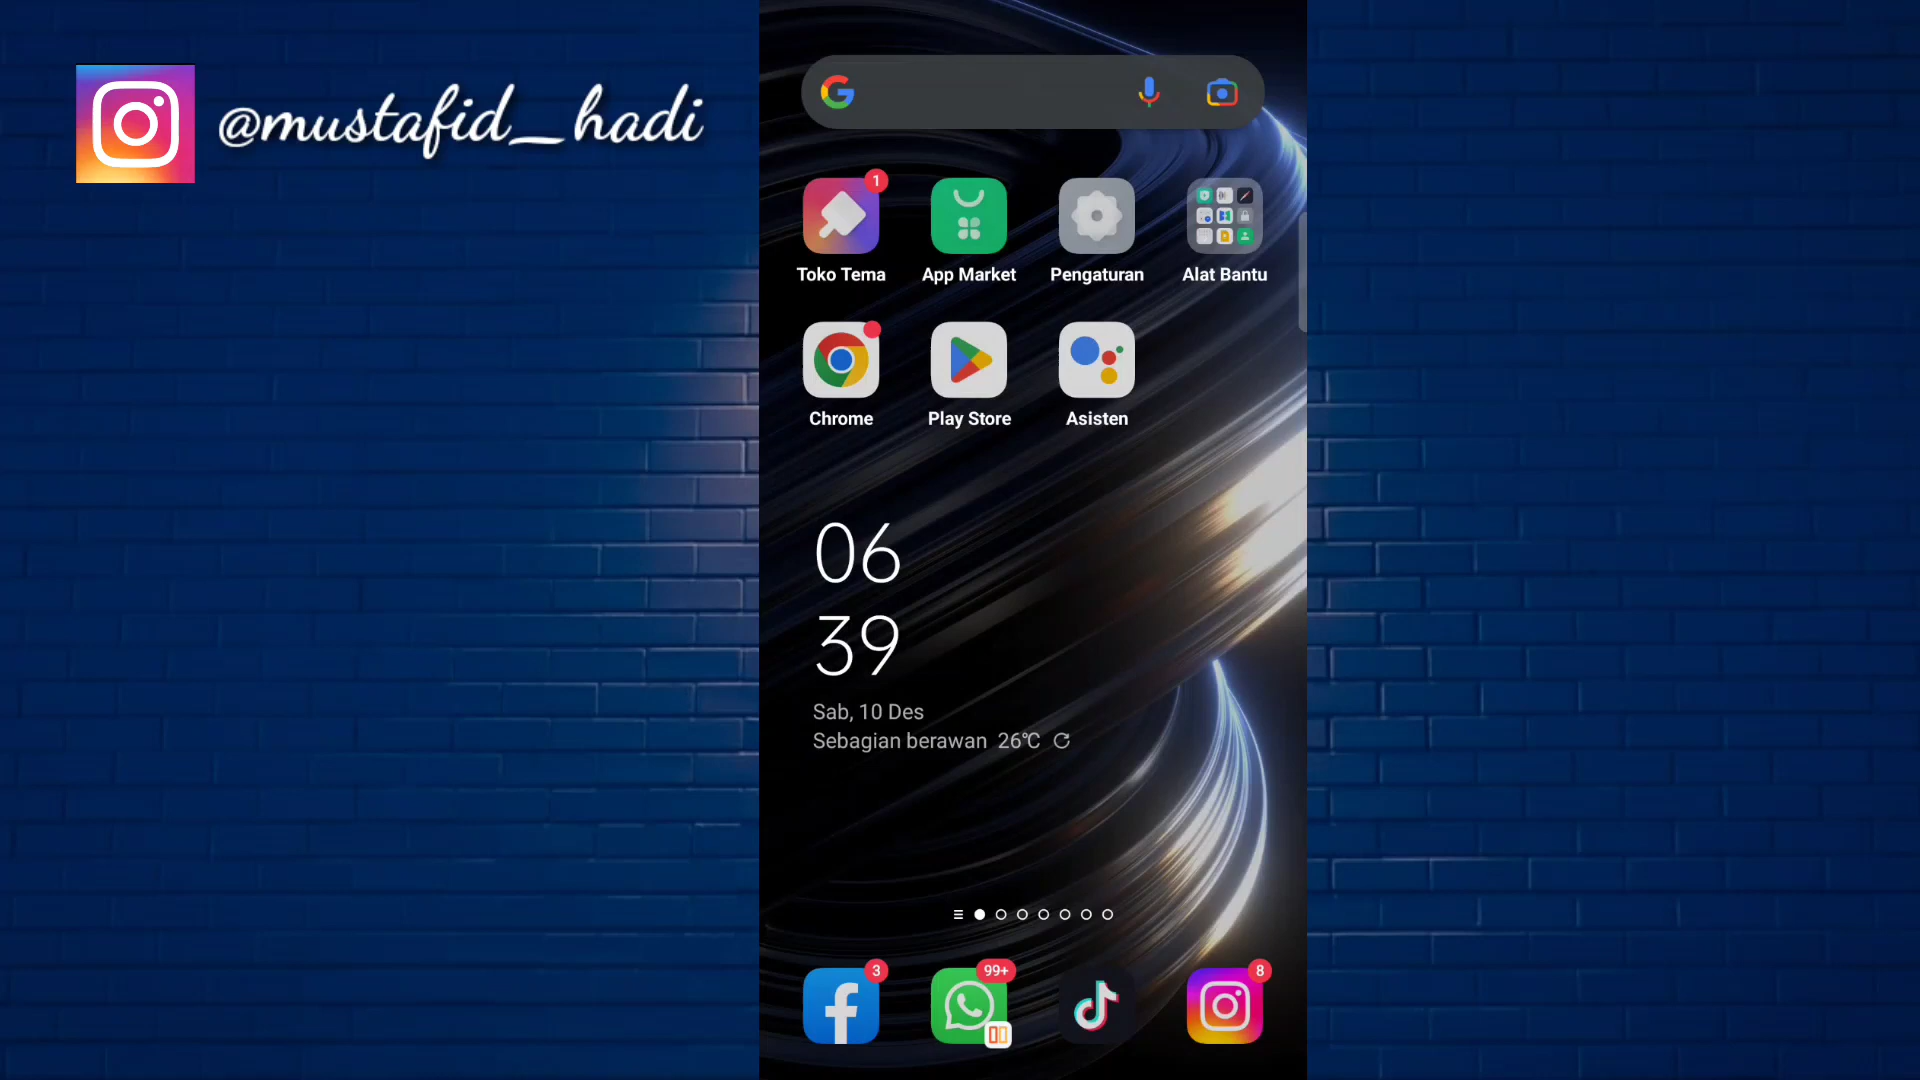 @mustafid_hadi
1
Toko Tema
App Market
Pengaturan
Alat Bantu
Chrome
Play Store
Asisten
06
39
Sab, 10 Des
Sebagian berawan 26℃
3
99+
8